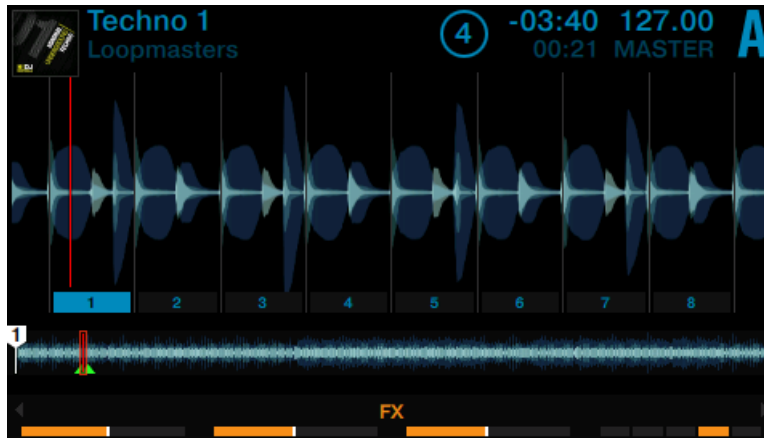 Techno 1
Loopmasters
4
-03:40 127.00
00:21 MASTER
A
1 2 3 4 5 6 7 8
1
FX